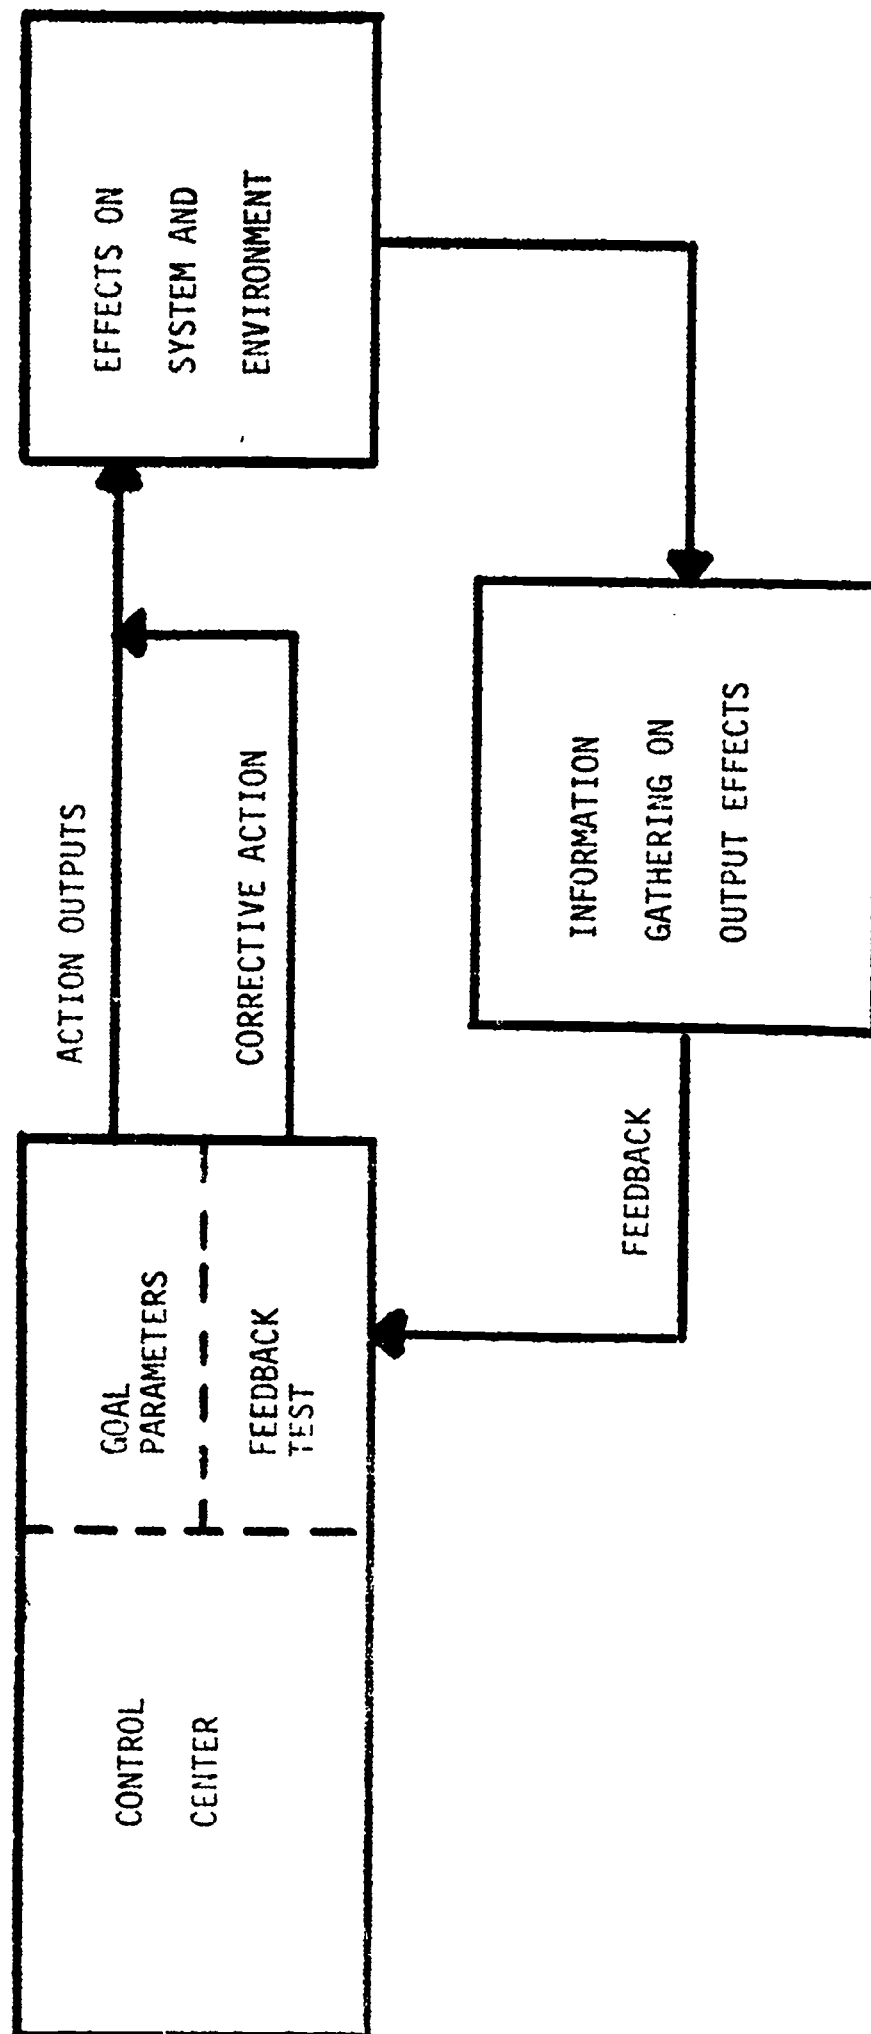 CONTROL
CENTER
GOAL
PARAMETERS
FEEDBACK
TEST
ACTION OUTPUTS
CORRECTIVE ACTION
EFFECTS ON
SYSTEM AND
ENVIRONMENT
FEEDBACK
INFORMATION
GATHERING ON
OUTPUT EFFECTS